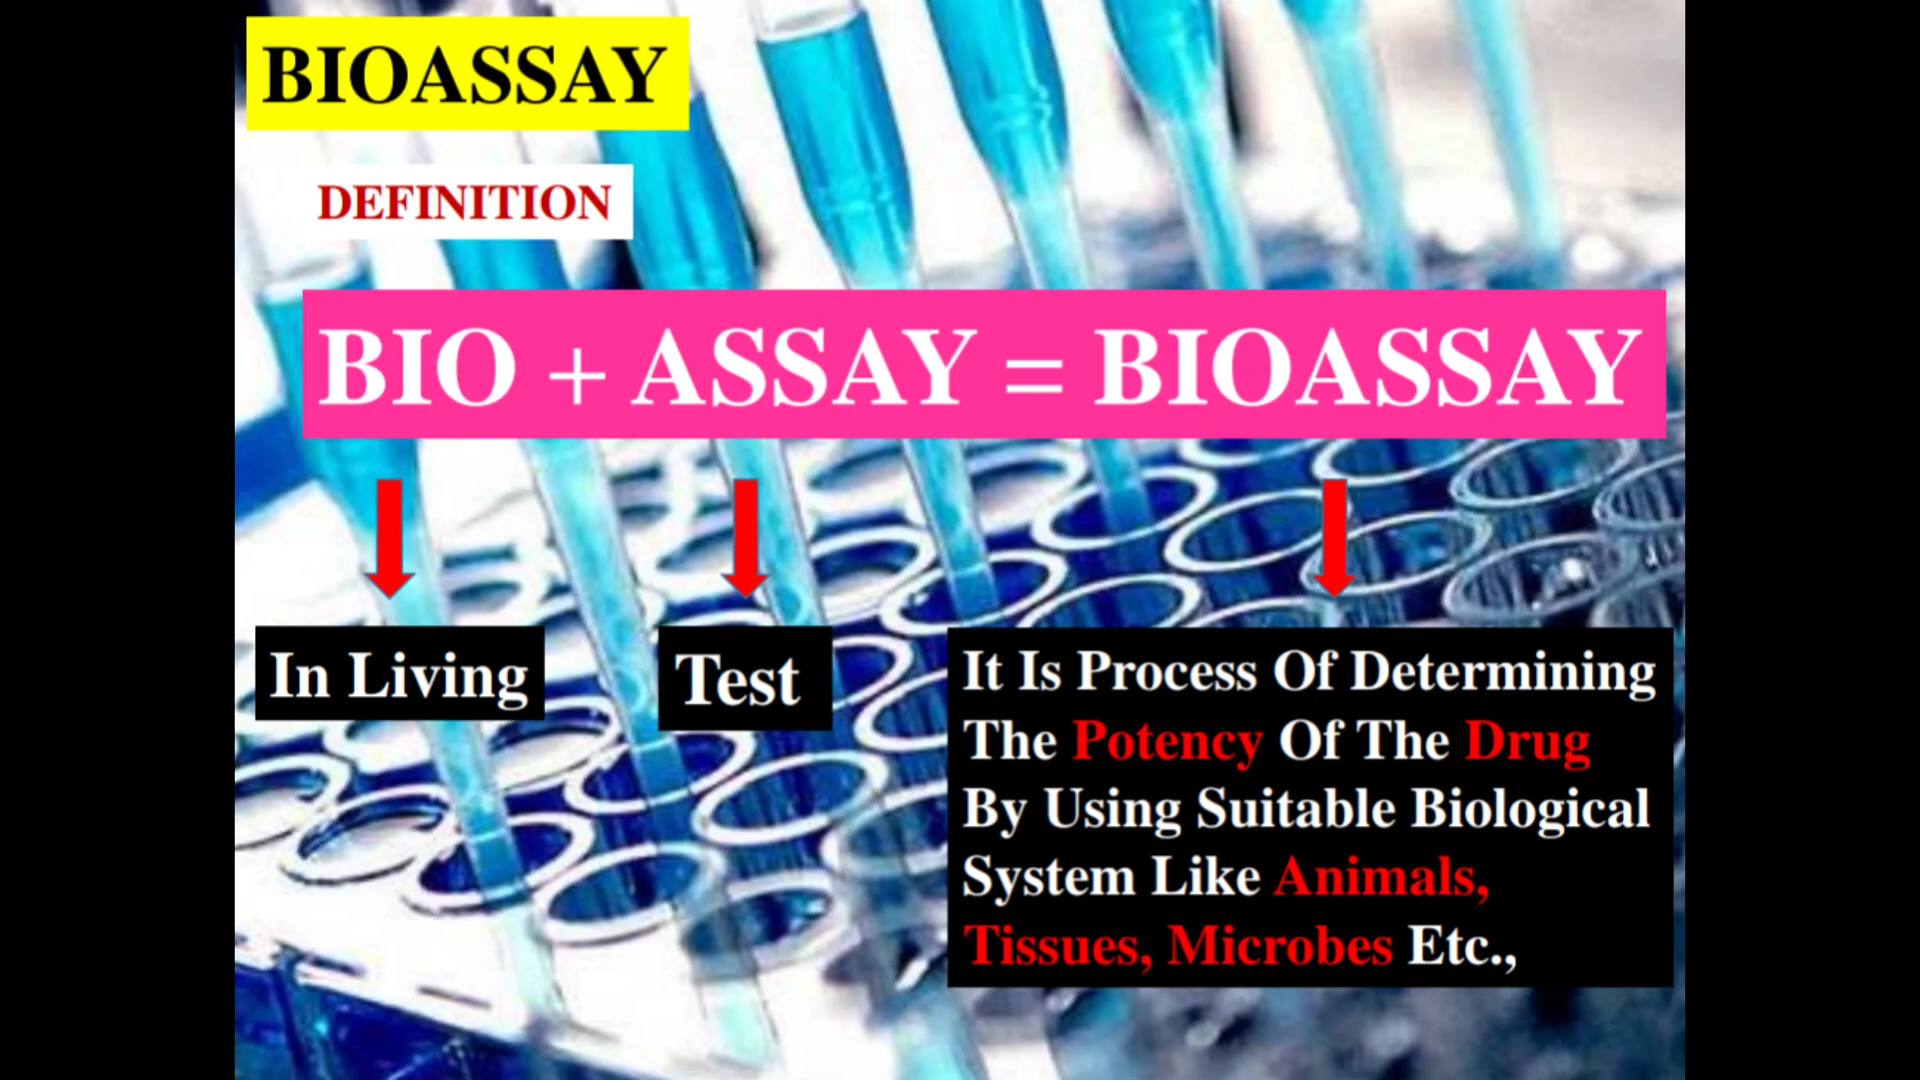 BIOASSAY
DEFINITION
BIO + ASSAY = BIOASSAY
In Living
Test
It Is Process Of Determining
The Potency Of The Drug
By Using Suitable Biological
System Like Animals,
Tissues, Microbes Etc.,